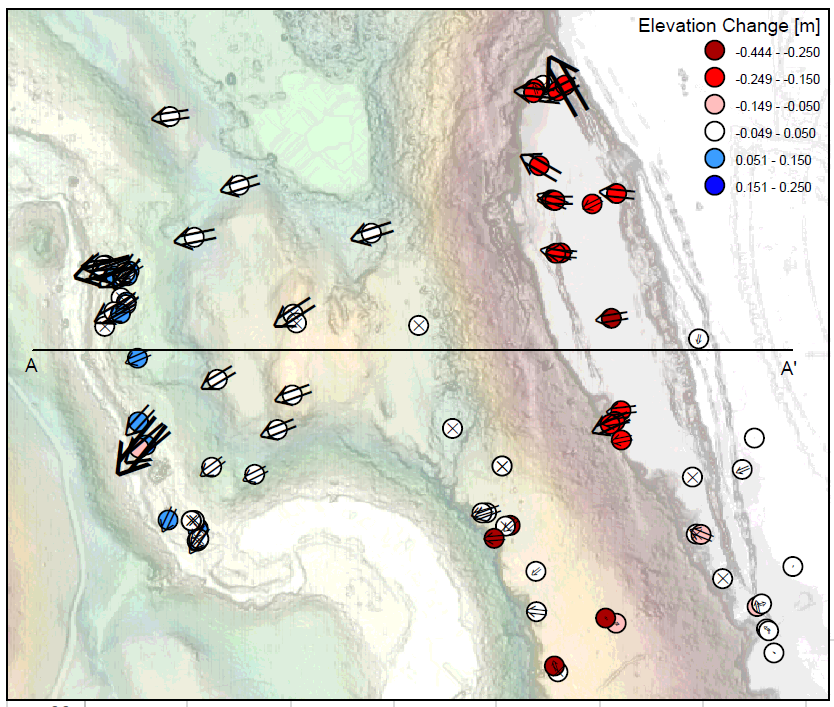 Elevation Change [m]
-0.444 - -0.250
-0.249 - -0.150
-0.149 - -0.050
-0.049 - 0.050
0.051 - 0.150
0.151 - 0.250
A
A'